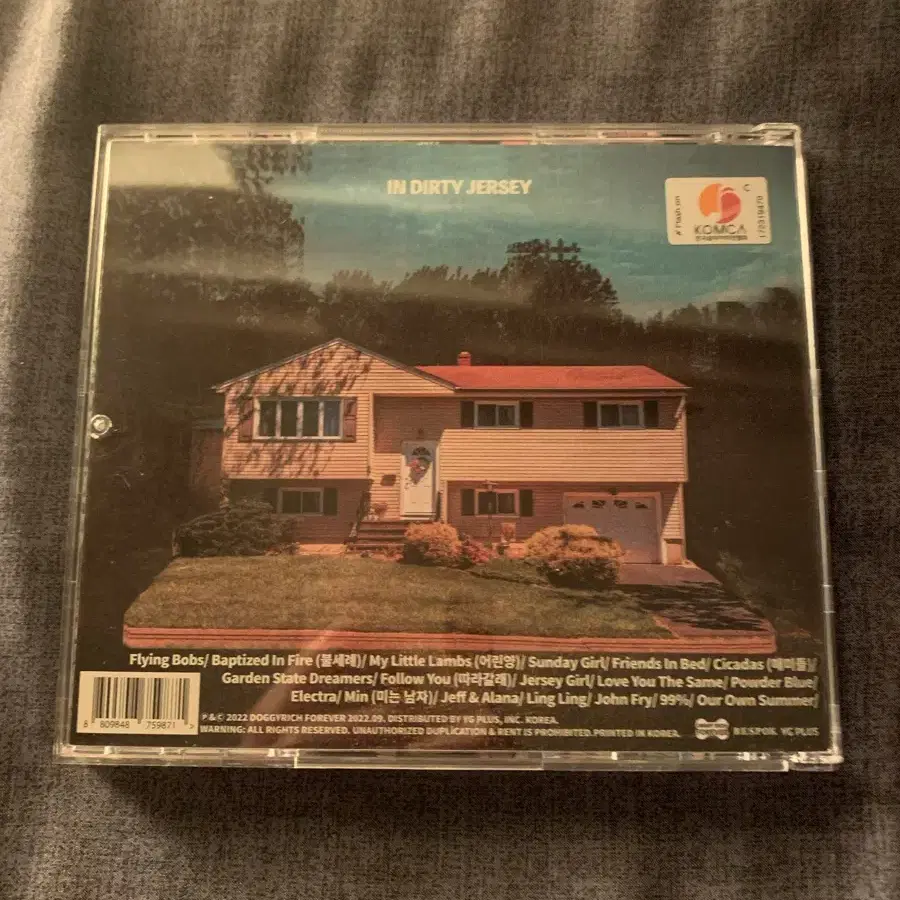 IN DIRTY JERSEY
KOMCA
C
172319478
Flying Bobs/ Baptized In Fire (불세례)/ My Little Lambs (어린양)/ Sunday Girl/ Friends In Bed/ Cicadas (매미들)/
Garden State Dreamers/ Follow You (따라갈래)/ Jersey Girl/ Love You The Same/ Powder Blue/
Electra/ Min (미는 남자)/ Jeff & Alana/ Ling Ling/ John Fry/ 99%/ Our Own Summer/
8 809848 759871 >
℗&© 2022 DOGGYRICH FOREVER 2022.09. DISTRIBUTED BY YG PLUS, INC. KOREA.
WARNING: ALL RIGHTS RESERVED. UNAUTHORIZED DUPLICATION & RENT IS PROHIBITED. PRINTED IN KOREA.
BESPOK YG PLUS